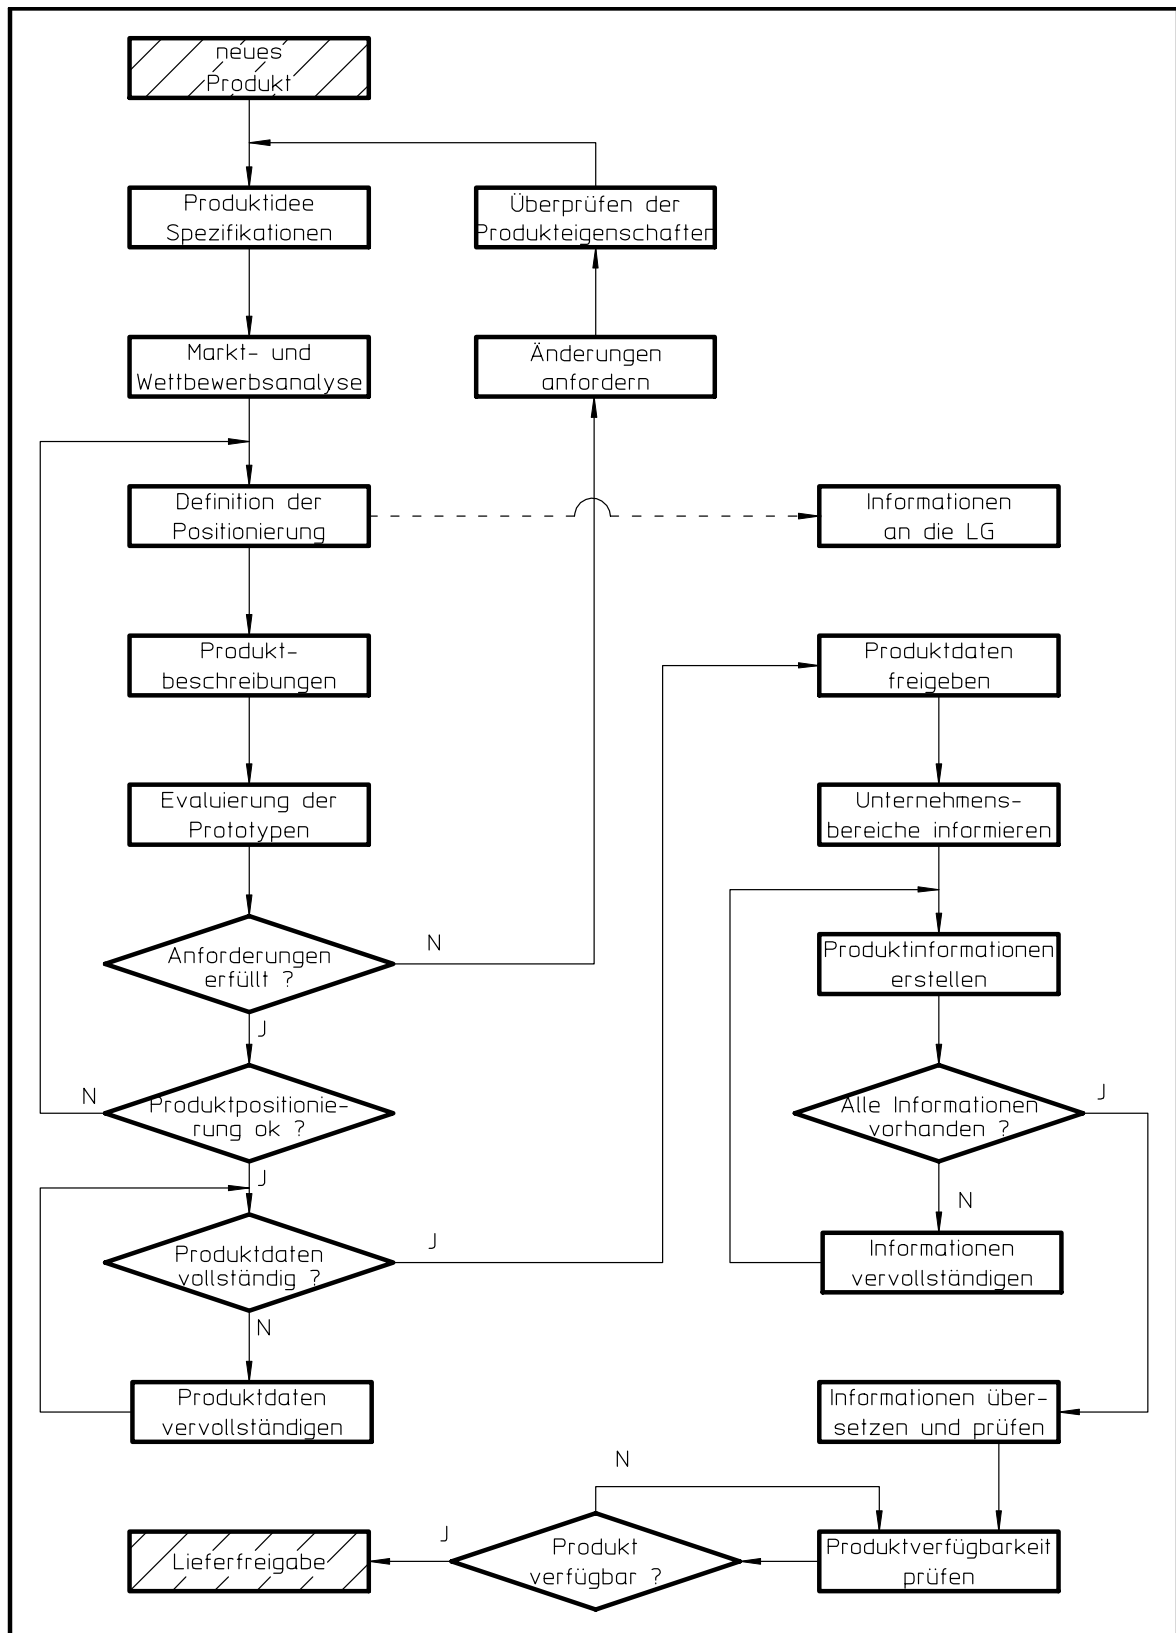 neues
Produkt
Produktidee
Spezifikationen
Überprüfen der
Produkteigenschafter
Markt- und
Wettbewerbsanalyse
Änderungen
anfordern
Definition der
Positionierung
Informationen
an die LG
Produkt-
beschreibungen
Produktdaten
freigeben
Evaluierung der
Prototypen
Unternehmens-
bereiche informieren
Anforderungen
erfüllt ?
N
J
Produktinformationen
erstellen
N
Produktpositionie-
rung ok ?
J
Alle Informationen
vorhanden ?
J
N
Produktdaten
vollständig ?
J
N
Informationen
vervollständigen
Produktdaten
vervollständigen
Informationen über-
setzen und prüfen
N
Lieferfreigabe
J
Produkt
verfügbar ?
Produktverfügbarkeit
prüfen